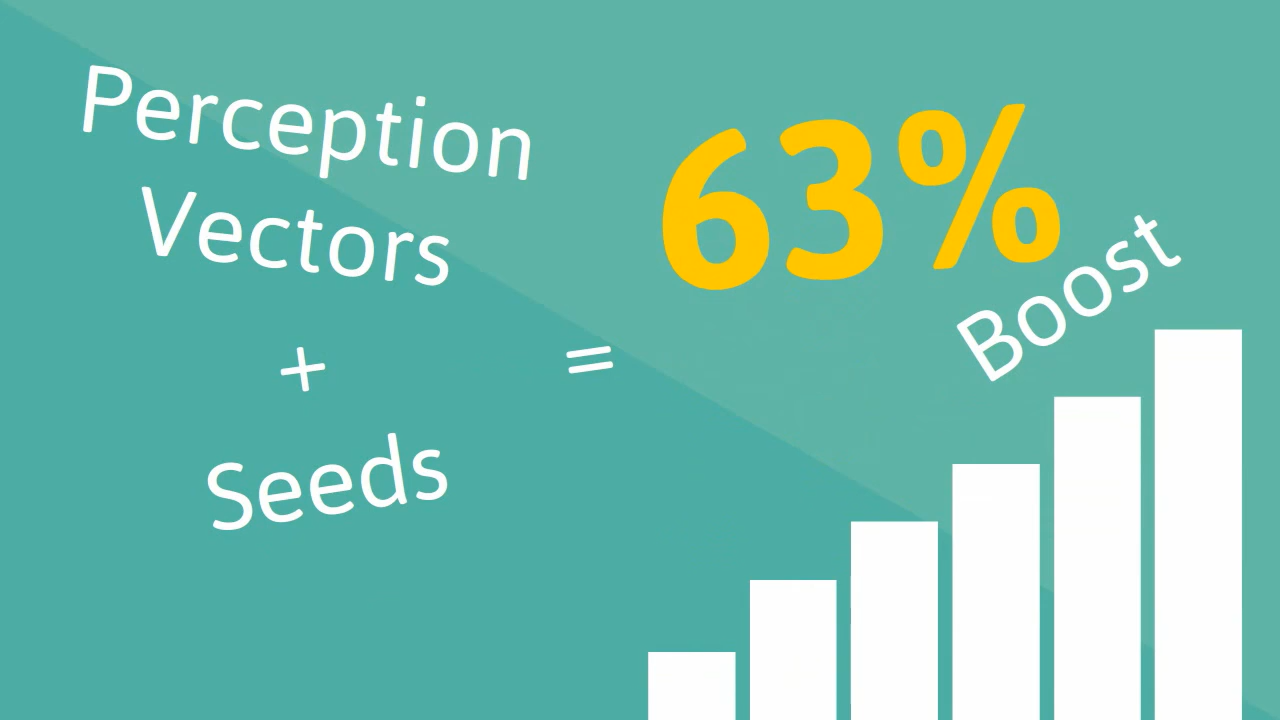 Perception
Vectors
+
Seeds
=
63%
Boost